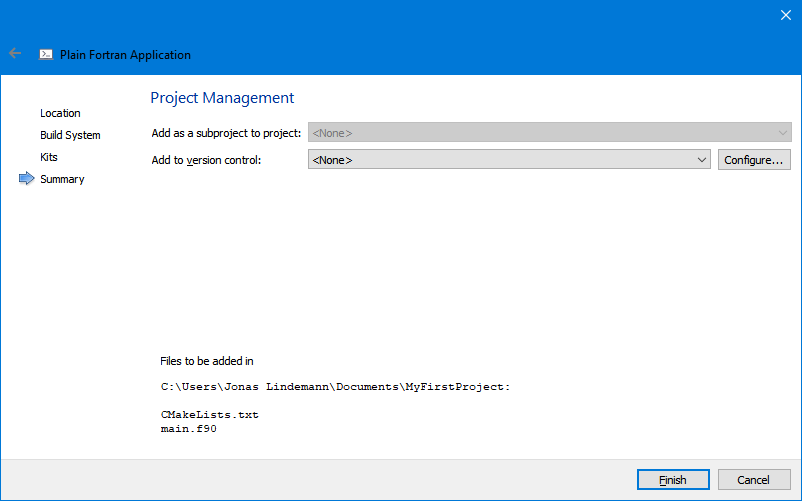 Plain Fortran Application
Project Management
Location
Build System
Kits
Summary
Add as a subproject to project: <None>
Add to version control: <None> Configure...
Files to be added in
C:\Users\Jonas Lindemann\Documents\MyFirstProject:
CMakeLists.txt
main.f90
Finish Cancel